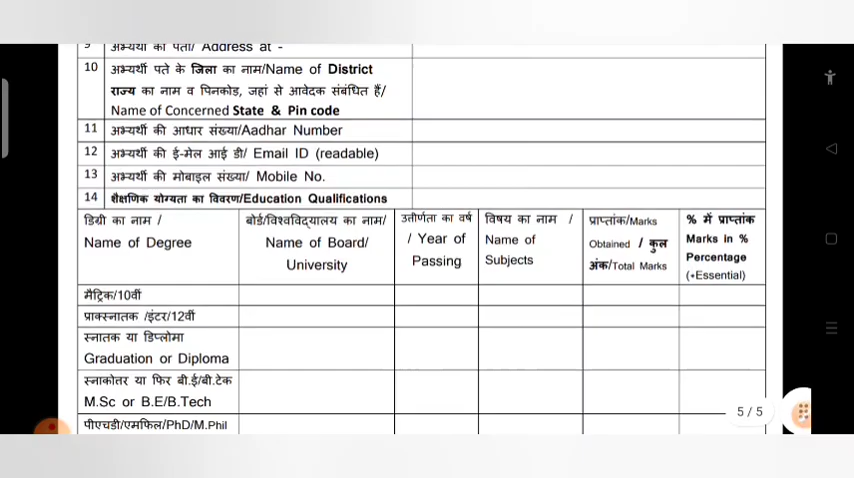 9 अभ्यर्थी का पता/ Address at -
10 अभ्यर्थी पते के जिला का नाम/Name of District
राज्य का नाम व पिनकोड, जहां से आवेदक संबंधित हैं/
Name of Concerned State & Pin code
11 अभ्यर्थी की आधार संख्या/Aadhar Number
12 अभ्यर्थी की ई-मेल आई डी/ Email ID (readable)
13 अभ्यर्थी की मोबाइल संख्या/ Mobile No.
14 शैक्षणिक योग्यता का विवरण/Education Qualifications
डिग्री का नाम /
Name of Degree
बोर्ड/विश्वविद्यालय का नाम/
Name of Board/
University
उत्तीर्णता का वर्ष
/ Year of
Passing
विषय का नाम /
Name of
Subjects
प्राप्तांक/Marks
Obtained / कुल
अंक/Total Marks
% में प्राप्तांक
Marks in %
Percentage
(•Essential)
मैट्रिक/10वीं
प्राक्स्नातक /इंटर/12वीं
स्नातक या डिप्लोमा
Graduation or Diploma
स्नाकोतर या फिर बी.ई/बी.टेक
M.Sc or B.E/B.Tech
पीएचडी/एमफिल/PhD/M.Phil
5 / 5